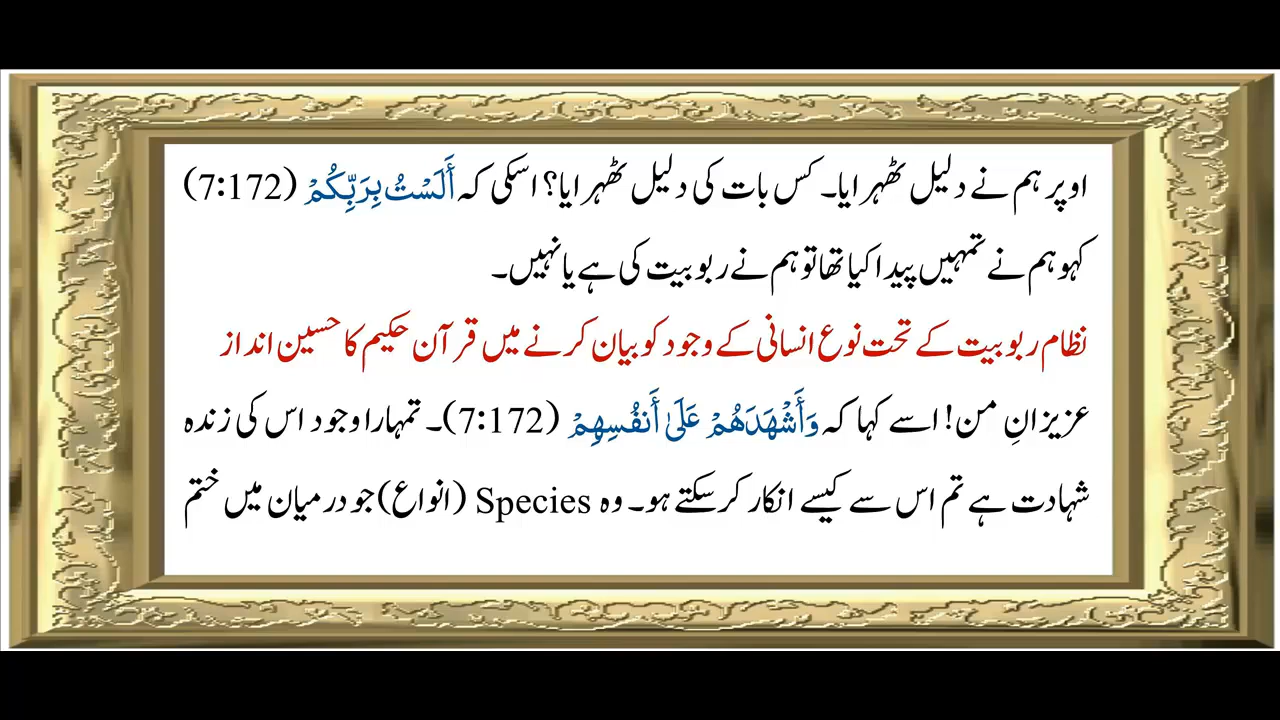 اوپر ہم نے دلیل ٹھہرایا۔ کس بات کی دلیل ٹھہرایا؟ اسکی کہ أَلَسْتُ بِرَبِّكُمْ (7:172)
کہو ہم نے تمہیں پیدا کیا تھا تو ہم نے ربوبیت کی ہے یا نہیں۔
نظام ربوبیت کے تحت نوع انسانی کے وجود کو بیان کرنے میں قرآن حکیم کا حسین انداز
عزیزانِ من! اسے کہا کہ وَأَشْهَدَهُمْ عَلَىٰ أَنفُسِهِمْ (7:172)۔ تمہارا وجود اس کی زندہ
شہادت ہے تم اس سے کیسے انکار کر سکتے ہو۔ وہ Species (انواع) جو درمیان میں ختم